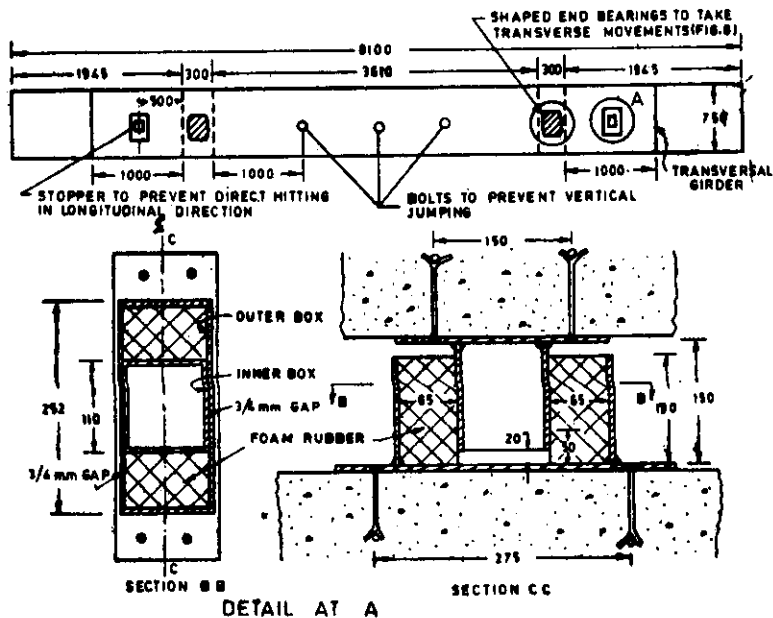 SHAPED END BEARINGS TO TAKE
TRANSVERSE MOVEMENTS(FIG.8)
8100
1945 300 3610 300 1945
500 A
750
1000 1000 1000
TRANSVERSAL
GIRDER
STOPPER TO PREVENT DIRECT HITTING
IN LONGITUDINAL DIRECTION
BOLTS TO PREVENT VERTICAL
JUMPING
C
150
OUTER BOX
INNER BOX
252
110
3/4 mm GAP
FOAM RUBBER
3/4 mm GAP
B 65 65 B
130 150
20
50
C
275
SECTION BB
SECTION CC
DETAIL AT A